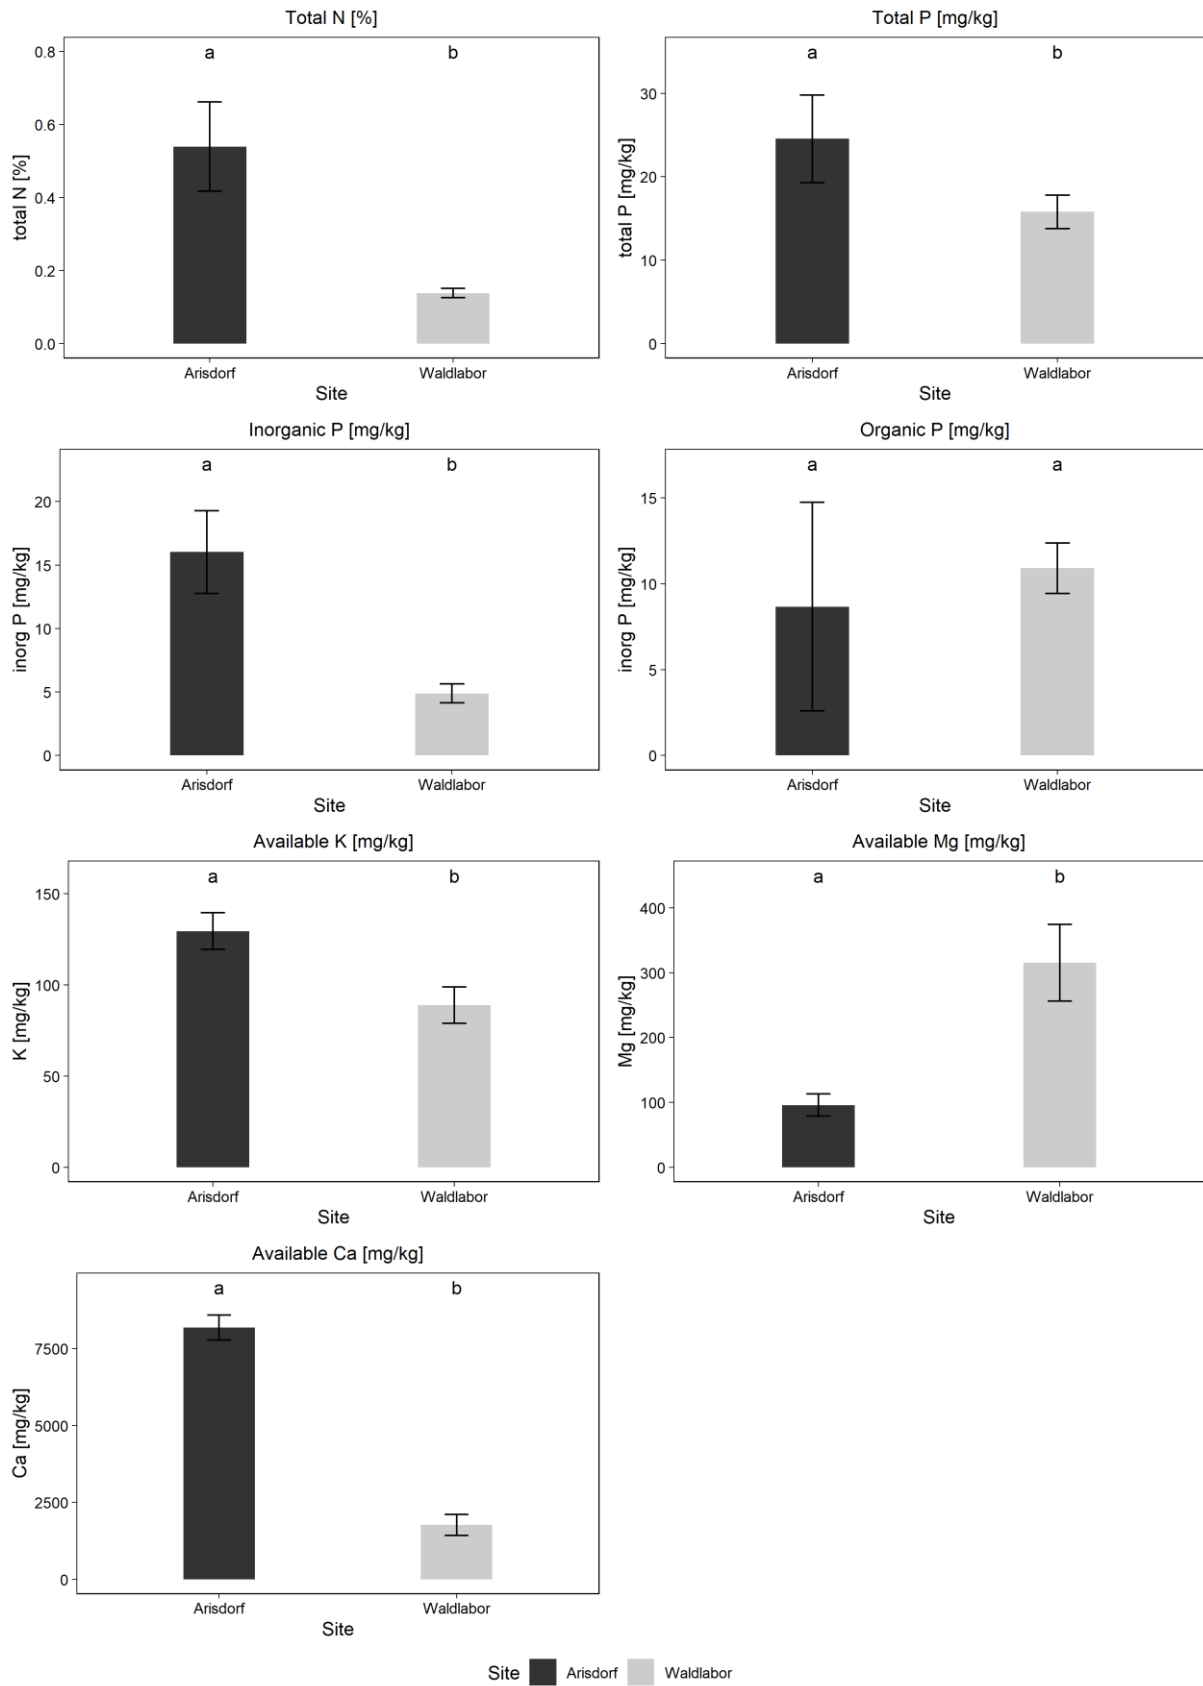 Total N [%]
a b
0.8
0.6
0.4
0.2
0.0
total N [%]
Arisdorf Waldlabor
Site
Total P [mg/kg]
a b
30
20
10
0
total P [mg/kg]
Arisdorf Waldlabor
Site
Inorganic P [mg/kg]
a b
20
15
10
5
0
inorg P [mg/kg]
Arisdorf Waldlabor
Site
Organic P [mg/kg]
a a
15
10
5
0
inorg P [mg/kg]
Arisdorf Waldlabor
Site
Available K [mg/kg]
a b
150
100
50
0
K [mg/kg]
Arisdorf Waldlabor
Site
Available Mg [mg/kg]
a b
400
300
200
100
0
Mg [mg/kg]
Arisdorf Waldlabor
Site
Available Ca [mg/kg]
a b
7500
5000
2500
0
Ca [mg/kg]
Arisdorf Waldlabor
Site
Site Arisdorf Waldlabor